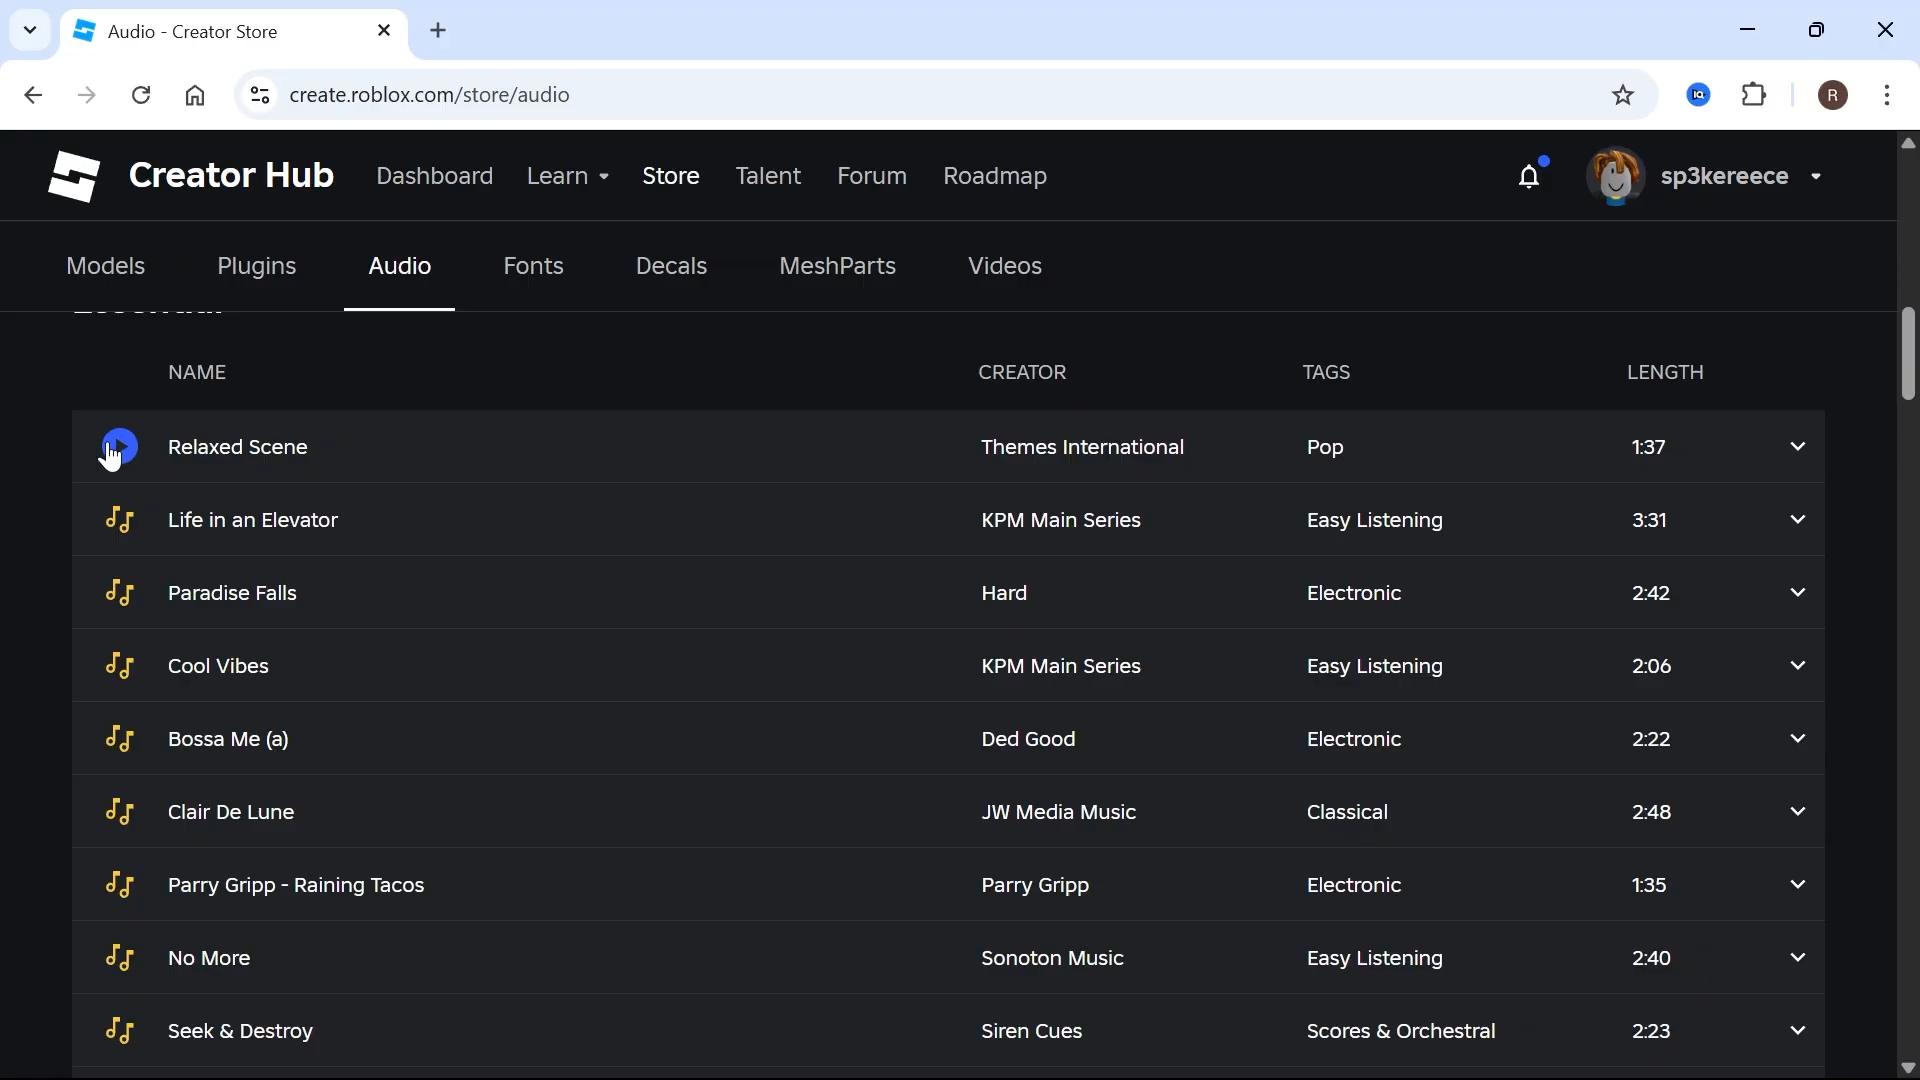 Audio - Creator Store
create.roblox.com/store/audio
IQ
R
Creator Hub Dashboard Learn Store Talent Forum Roadmap sp3kereece
Models Plugins Audio Fonts Decals MeshParts Videos
NAME CREATOR TAGS LENGTH
Relaxed Scene Themes International Pop 1:37
Life in an Elevator KPM Main Series Easy Listening 3:31
Paradise Falls Hard Electronic 2:42
Cool Vibes KPM Main Series Easy Listening 2:06
Bossa Me (a) Ded Good Electronic 2:22
Clair De Lune JW Media Music Classical 2:48
Parry Gripp - Raining Tacos Parry Gripp Electronic 1:35
No More Sonoton Music Easy Listening 2:40
Seek & Destroy Siren Cues Scores & Orchestral 2:23